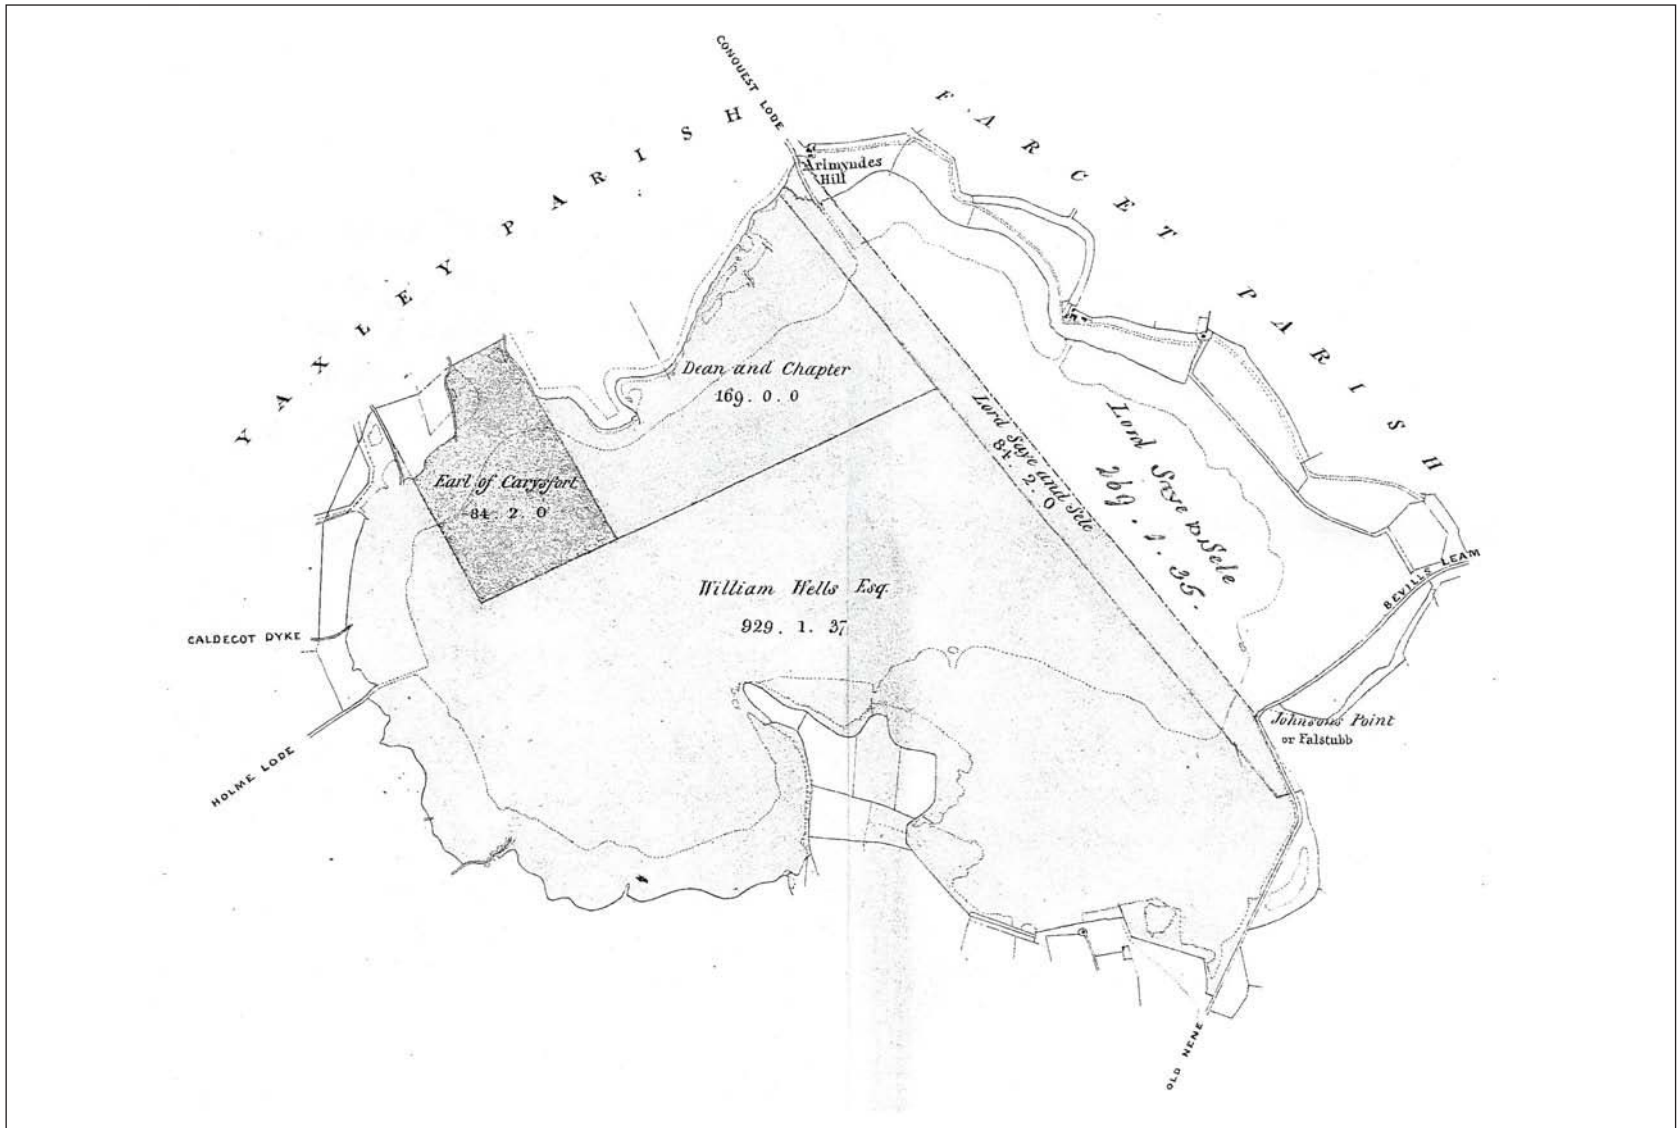 CONQUEST LODE
YAXLEY PARISH
FARCET PARISH
Arlmyndes
Hill
Dean and Chapter
169. 0. 0
Earl of Carysfort
84. 2. 0
Lord Saye and Sele
84. 2. 0
Lord Saye & Sele
269. 1. 35.
William Wells Esq.
929. 1. 37
BEVILLS LEAM
CALDECOT DYKE
HOLME LODE
Johnsons Point
or Falstubb
OLD NENE